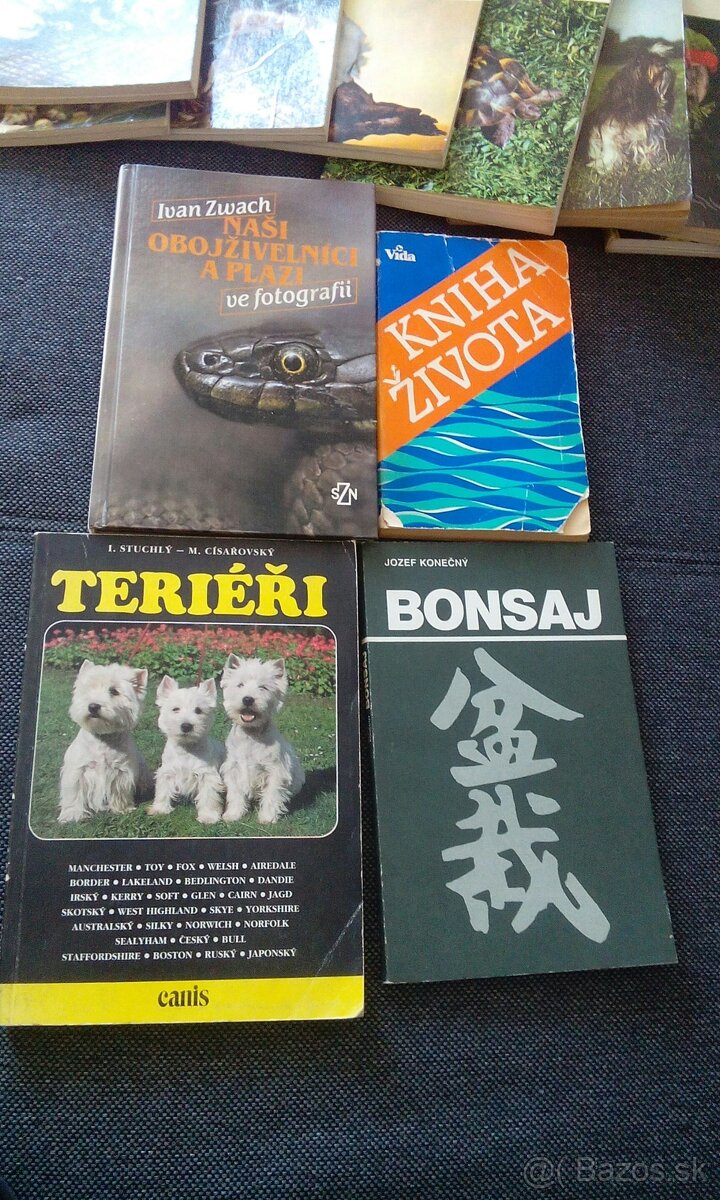 Ivan Zwach
NAŠI
OBOJŽIVELNÍCI
A PLAZI
ve fotografii
SZN
Vida
KNIHA
ŽIVOTA
I. STUCHLÝ – M. CÍSAŘOVSKÝ
TERIÉŘI
MANCHESTER • TOY • FOX • WELSH • AIREDALE
BORDER • LAKELAND • BEDLINGTON • DANDIE
IRSKÝ • KERRY • SOFT • GLEN • CAIRN • JAGD
SKOTSKÝ • WEST HIGHLAND • SKYE • YORKSHIRE
AUSTRALSKÝ • SILKY • NORWICH • NORFOLK
SEALYHAM • ČESKÝ • BULL
STAFFORDSHIRE • BOSTON • RUSKÝ • JAPONSKÝ
canis
JOZEF KONEČNÝ
BONSAJ
盆
栽
@( Bazos.sk